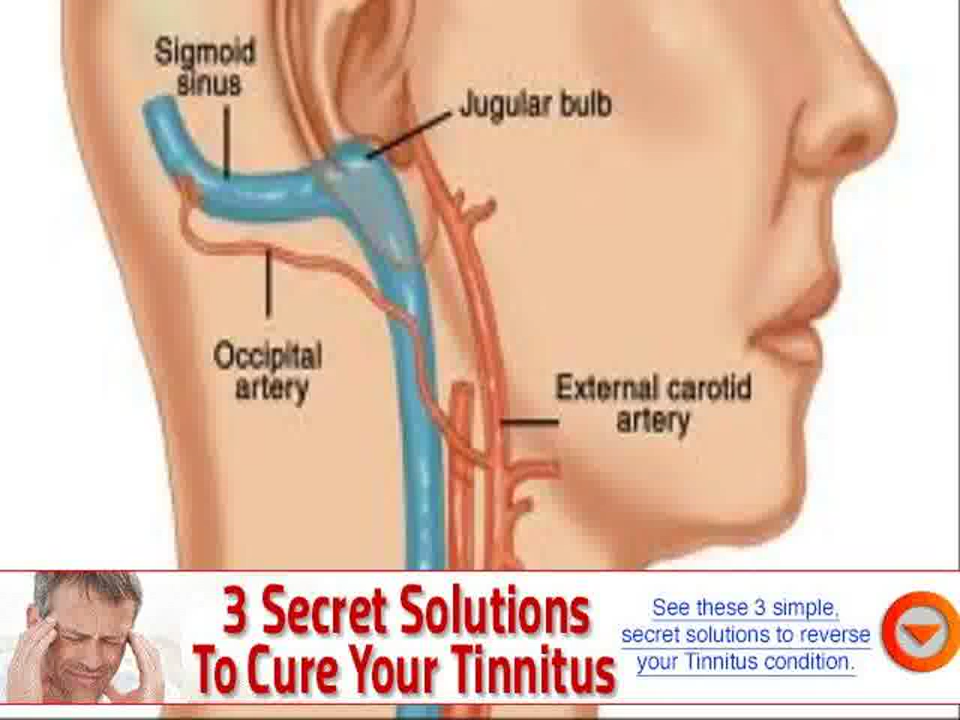 Sigmoid
sinus
Jugular bulb
Occipital
artery
External carotid
artery
3 Secret Solutions
To Cure Your Tinnitus
See these 3 simple,
secret solutions to reverse
your Tinnitus condition.